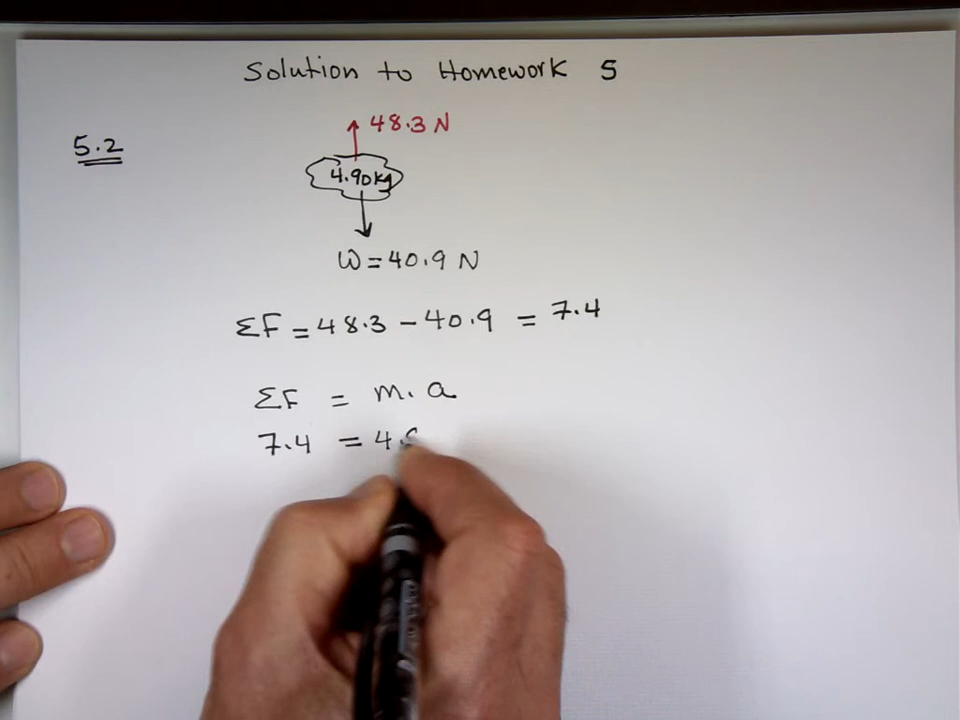 Solution to Homework 5
5.2
48.3 N
4.90kg
W = 40.9 N
ΣF = 48.3 - 40.9 = 7.4
ΣF = m. a
7.4 = 4.